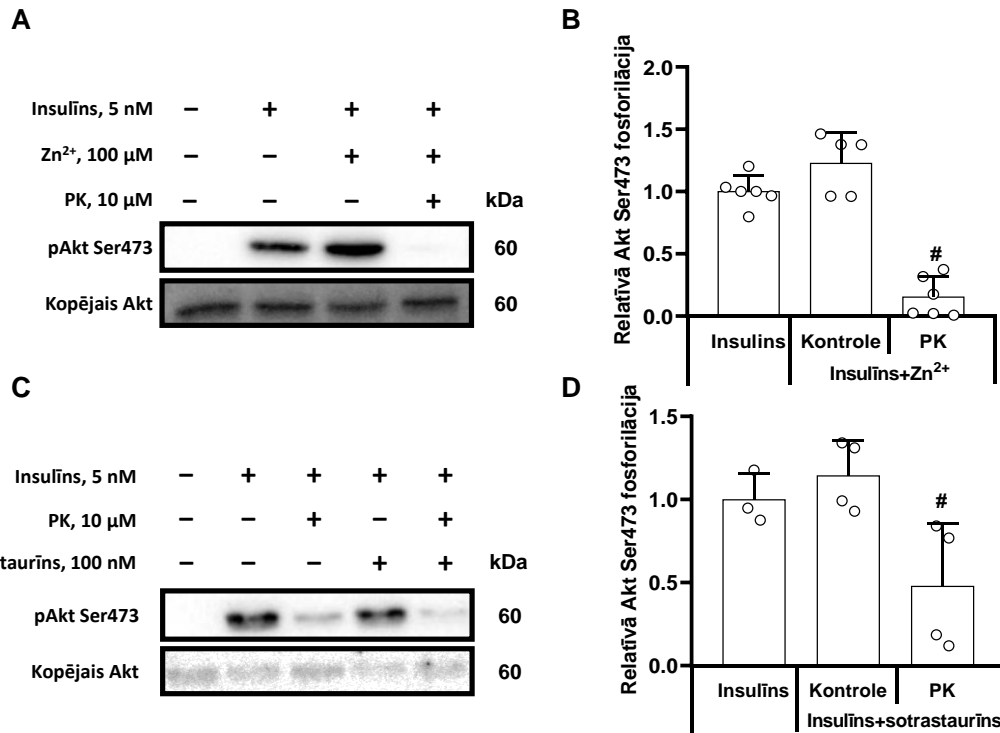 A
Insulīns, 5 nM − + + +
Zn²⁺, 100 µM − − + +
PK, 10 µM − − − + kDa
pAkt Ser473 60
Kopējais Akt 60
B
Relatīvā Akt Ser473 fosforilācija
2.0
1.5
1.0
0.5
0.0
#
Insulins Kontrole PK
Insulīns+Zn²⁺
C
Insulīns, 5 nM − + + + +
PK, 10 µM − − + − +
taurīns, 100 nM − − − + + kDa
pAkt Ser473 60
Kopējais Akt 60
D
Relatīvā Akt Ser473 fosforilācija
1.5
1.0
0.5
0.0
#
Insulīns Kontrole PK
Insulīns+sotrastaurīns